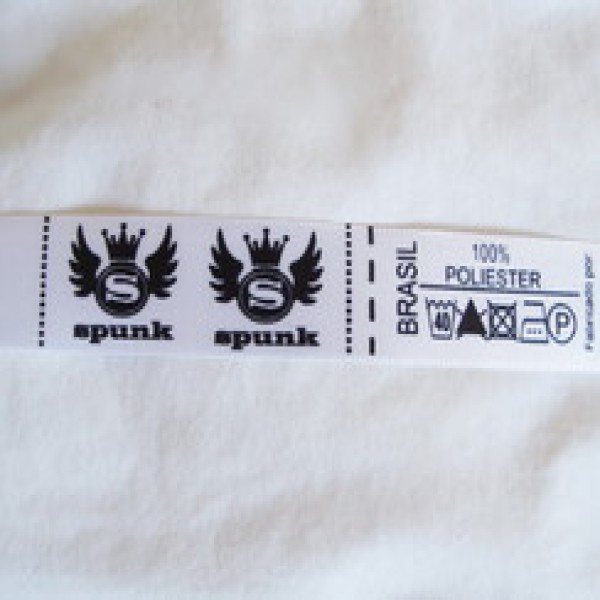 S
spunk
S
spunk
BRASIL
100%
POLIESTER
40
P
Fabricado por